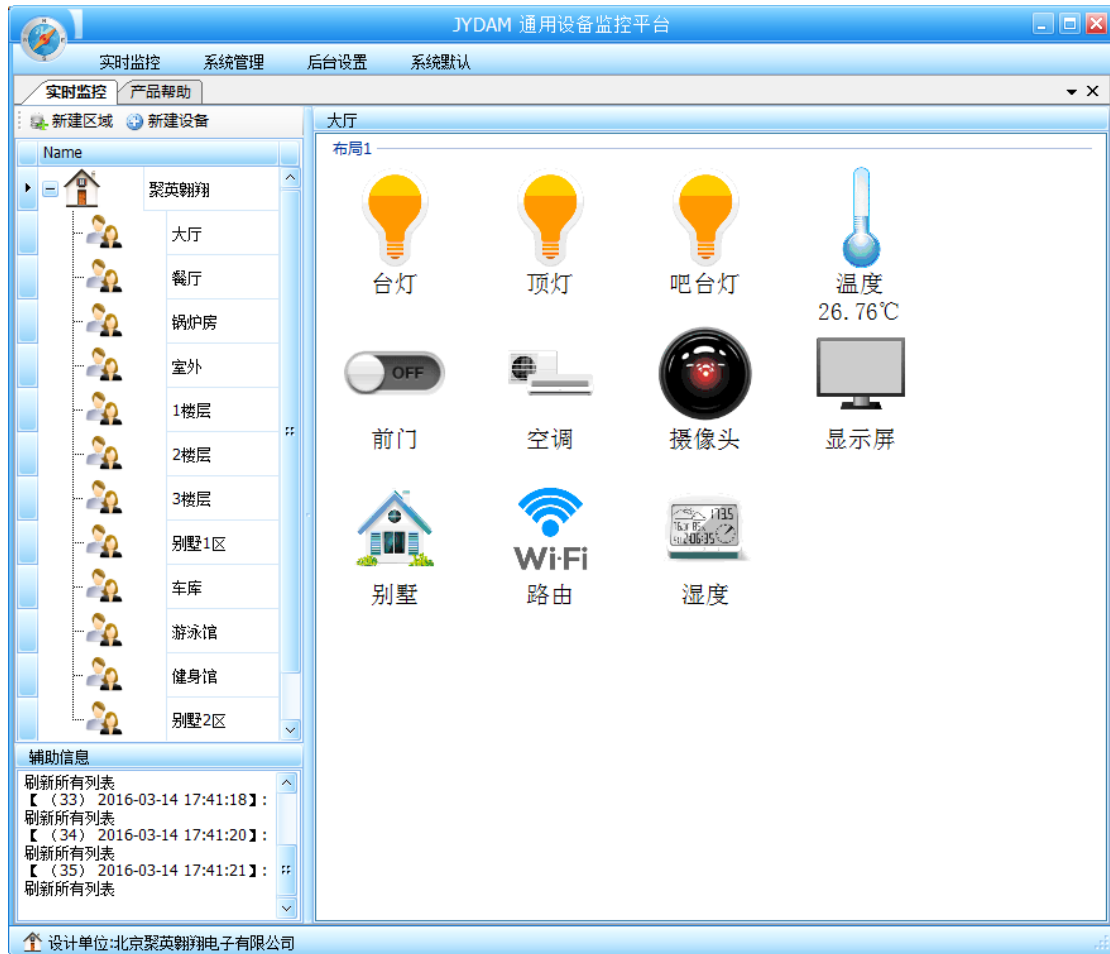 JYDAM 通用设备监控平台
实时监控 系统管理 后台设置 系统默认
实时监控 产品帮助
新建区域 新建设备
Name
聚英翱翔
大厅
餐厅
锅炉房
室外
1楼层
2楼层
3楼层
别墅1区
车库
游泳馆
健身馆
别墅2区
辅助信息
刷新所有列表
【 （33） 2016-03-14 17:41:18】:
刷新所有列表
【 （34） 2016-03-14 17:41:20】:
刷新所有列表
【 （35） 2016-03-14 17:41:21】:
刷新所有列表
大厅
布局1
台灯 顶灯 吧台灯 温度
26.76℃
OFF
前门 空调 摄像头 显示屏
Wi-Fi
别墅 路由 湿度
设计单位:北京聚英翱翔电子有限公司